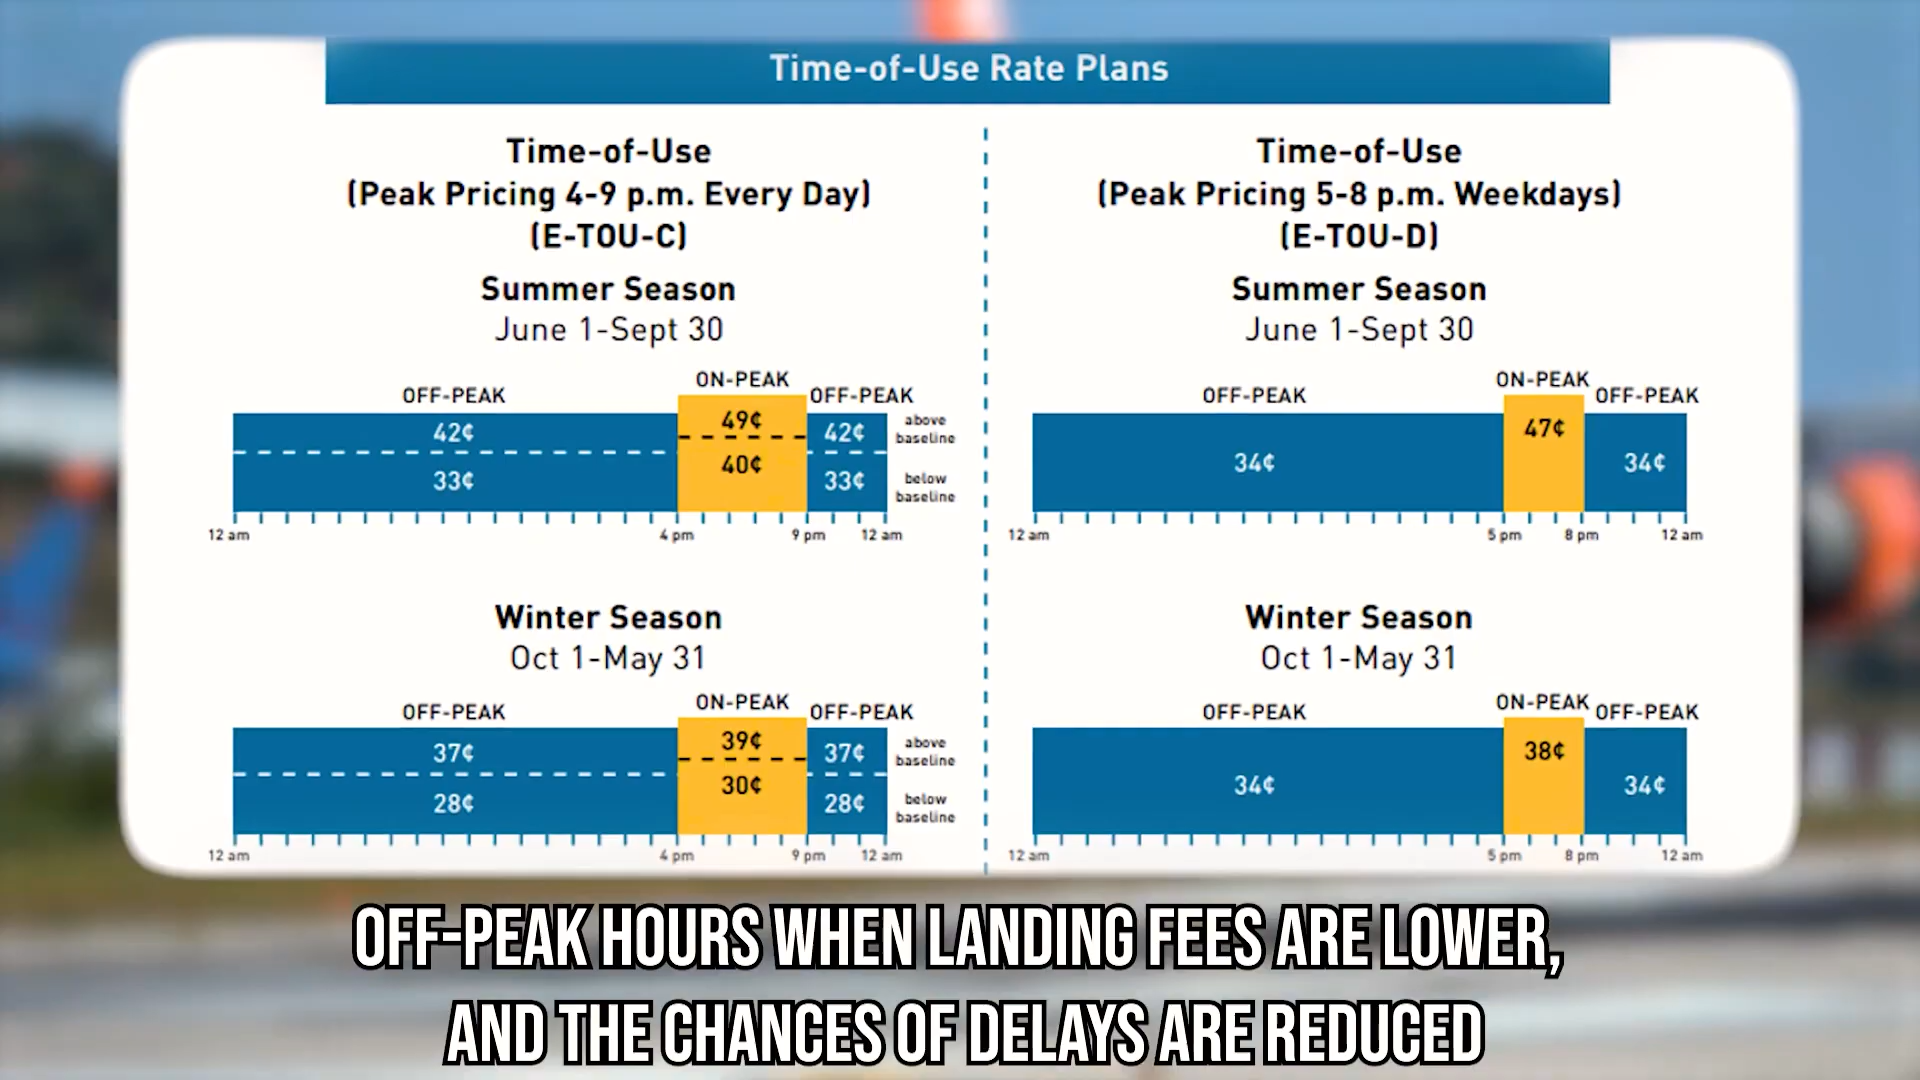 Time-of-Use Rate Plans
Time-of-Use
(Peak Pricing 4-9 p.m. Every Day)
(E-TOU-C)
Summer Season
June 1-Sept 30
OFF-PEAK
ON-PEAK
OFF-PEAK
42¢
49¢
42¢
above
baseline
33¢
40¢
33¢
below
baseline
12 am
4 pm
9 pm
12 am
Winter Season
Oct 1-May 31
OFF-PEAK
ON-PEAK
OFF-PEAK
37¢
39¢
37¢
above
baseline
28¢
30¢
28¢
below
baseline
12 am
4 pm
9 pm
12 am
Time-of-Use
(Peak Pricing 5-8 p.m. Weekdays)
(E-TOU-D)
Summer Season
June 1-Sept 30
OFF-PEAK
ON-PEAK
OFF-PEAK
34¢
47¢
34¢
12 am
5 pm
8 pm
12 am
Winter Season
Oct 1-May 31
OFF-PEAK
ON-PEAK
OFF-PEAK
34¢
38¢
34¢
12 am
5 pm
8 pm
12 am
OFF-PEAK HOURS WHEN LANDING FEES ARE LOWER,
AND THE CHANCES OF DELAYS ARE REDUCED